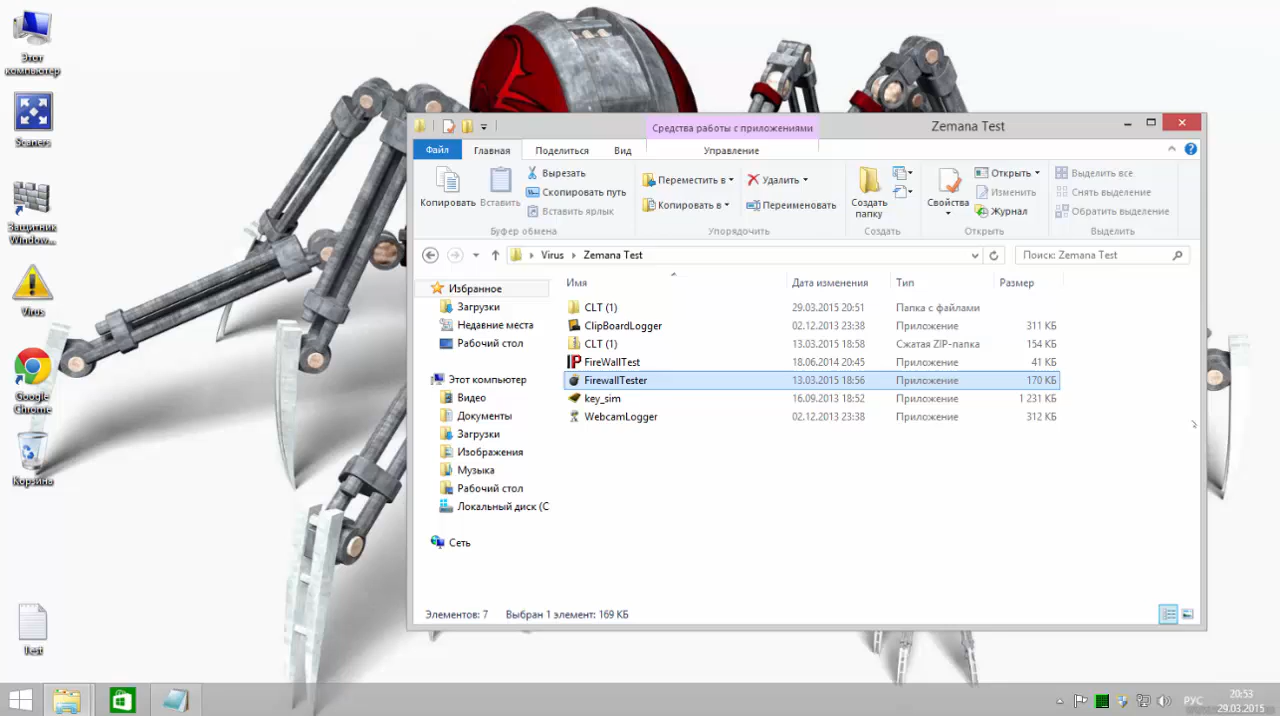 Этот
компьютер
Scaners
Защитник
Window...
Virus
Google
Chrome
Корзина
Test
Средства работы с приложениями
Zemana Test
Файл
Главная
Поделиться
Вид
Управление
Копировать
Вставить
Вырезать
Скопировать путь
Вставить ярлык
Буфер обмена
Переместить в
Копировать в
Удалить
Переименовать
Упорядочить
Создать
папку
Создать
Свойства
Открыть
Изменить
Журнал
Открыть
Выделить все
Снять выделение
Обратить выделение
Выделить
Virus
Zemana Test
Поиск: Zemana Test
Избранное
Загрузки
Недавние места
Рабочий стол
Этот компьютер
Видео
Документы
Загрузки
Изображения
Музыка
Рабочий стол
Локальный диск (C
Сеть
Имя Дата изменения Тип Размер
CLT (1) 29.03.2015 20:51 Папка с файлами
ClipBoardLogger 02.12.2013 23:38 Приложение 311 КБ
CLT (1) 13.03.2015 18:58 Сжатая ZIP-папка 154 КБ
FireWallTest 18.06.2014 20:45 Приложение 41 КБ
FirewallTester 13.03.2015 18:56 Приложение 170 КБ
key_sim 16.09.2013 18:52 Приложение 1 231 КБ
WebcamLogger 02.12.2013 23:38 Приложение 312 КБ
Элементов: 7 Выбран 1 элемент: 169 КБ
РУС
20:53
29.03.2015